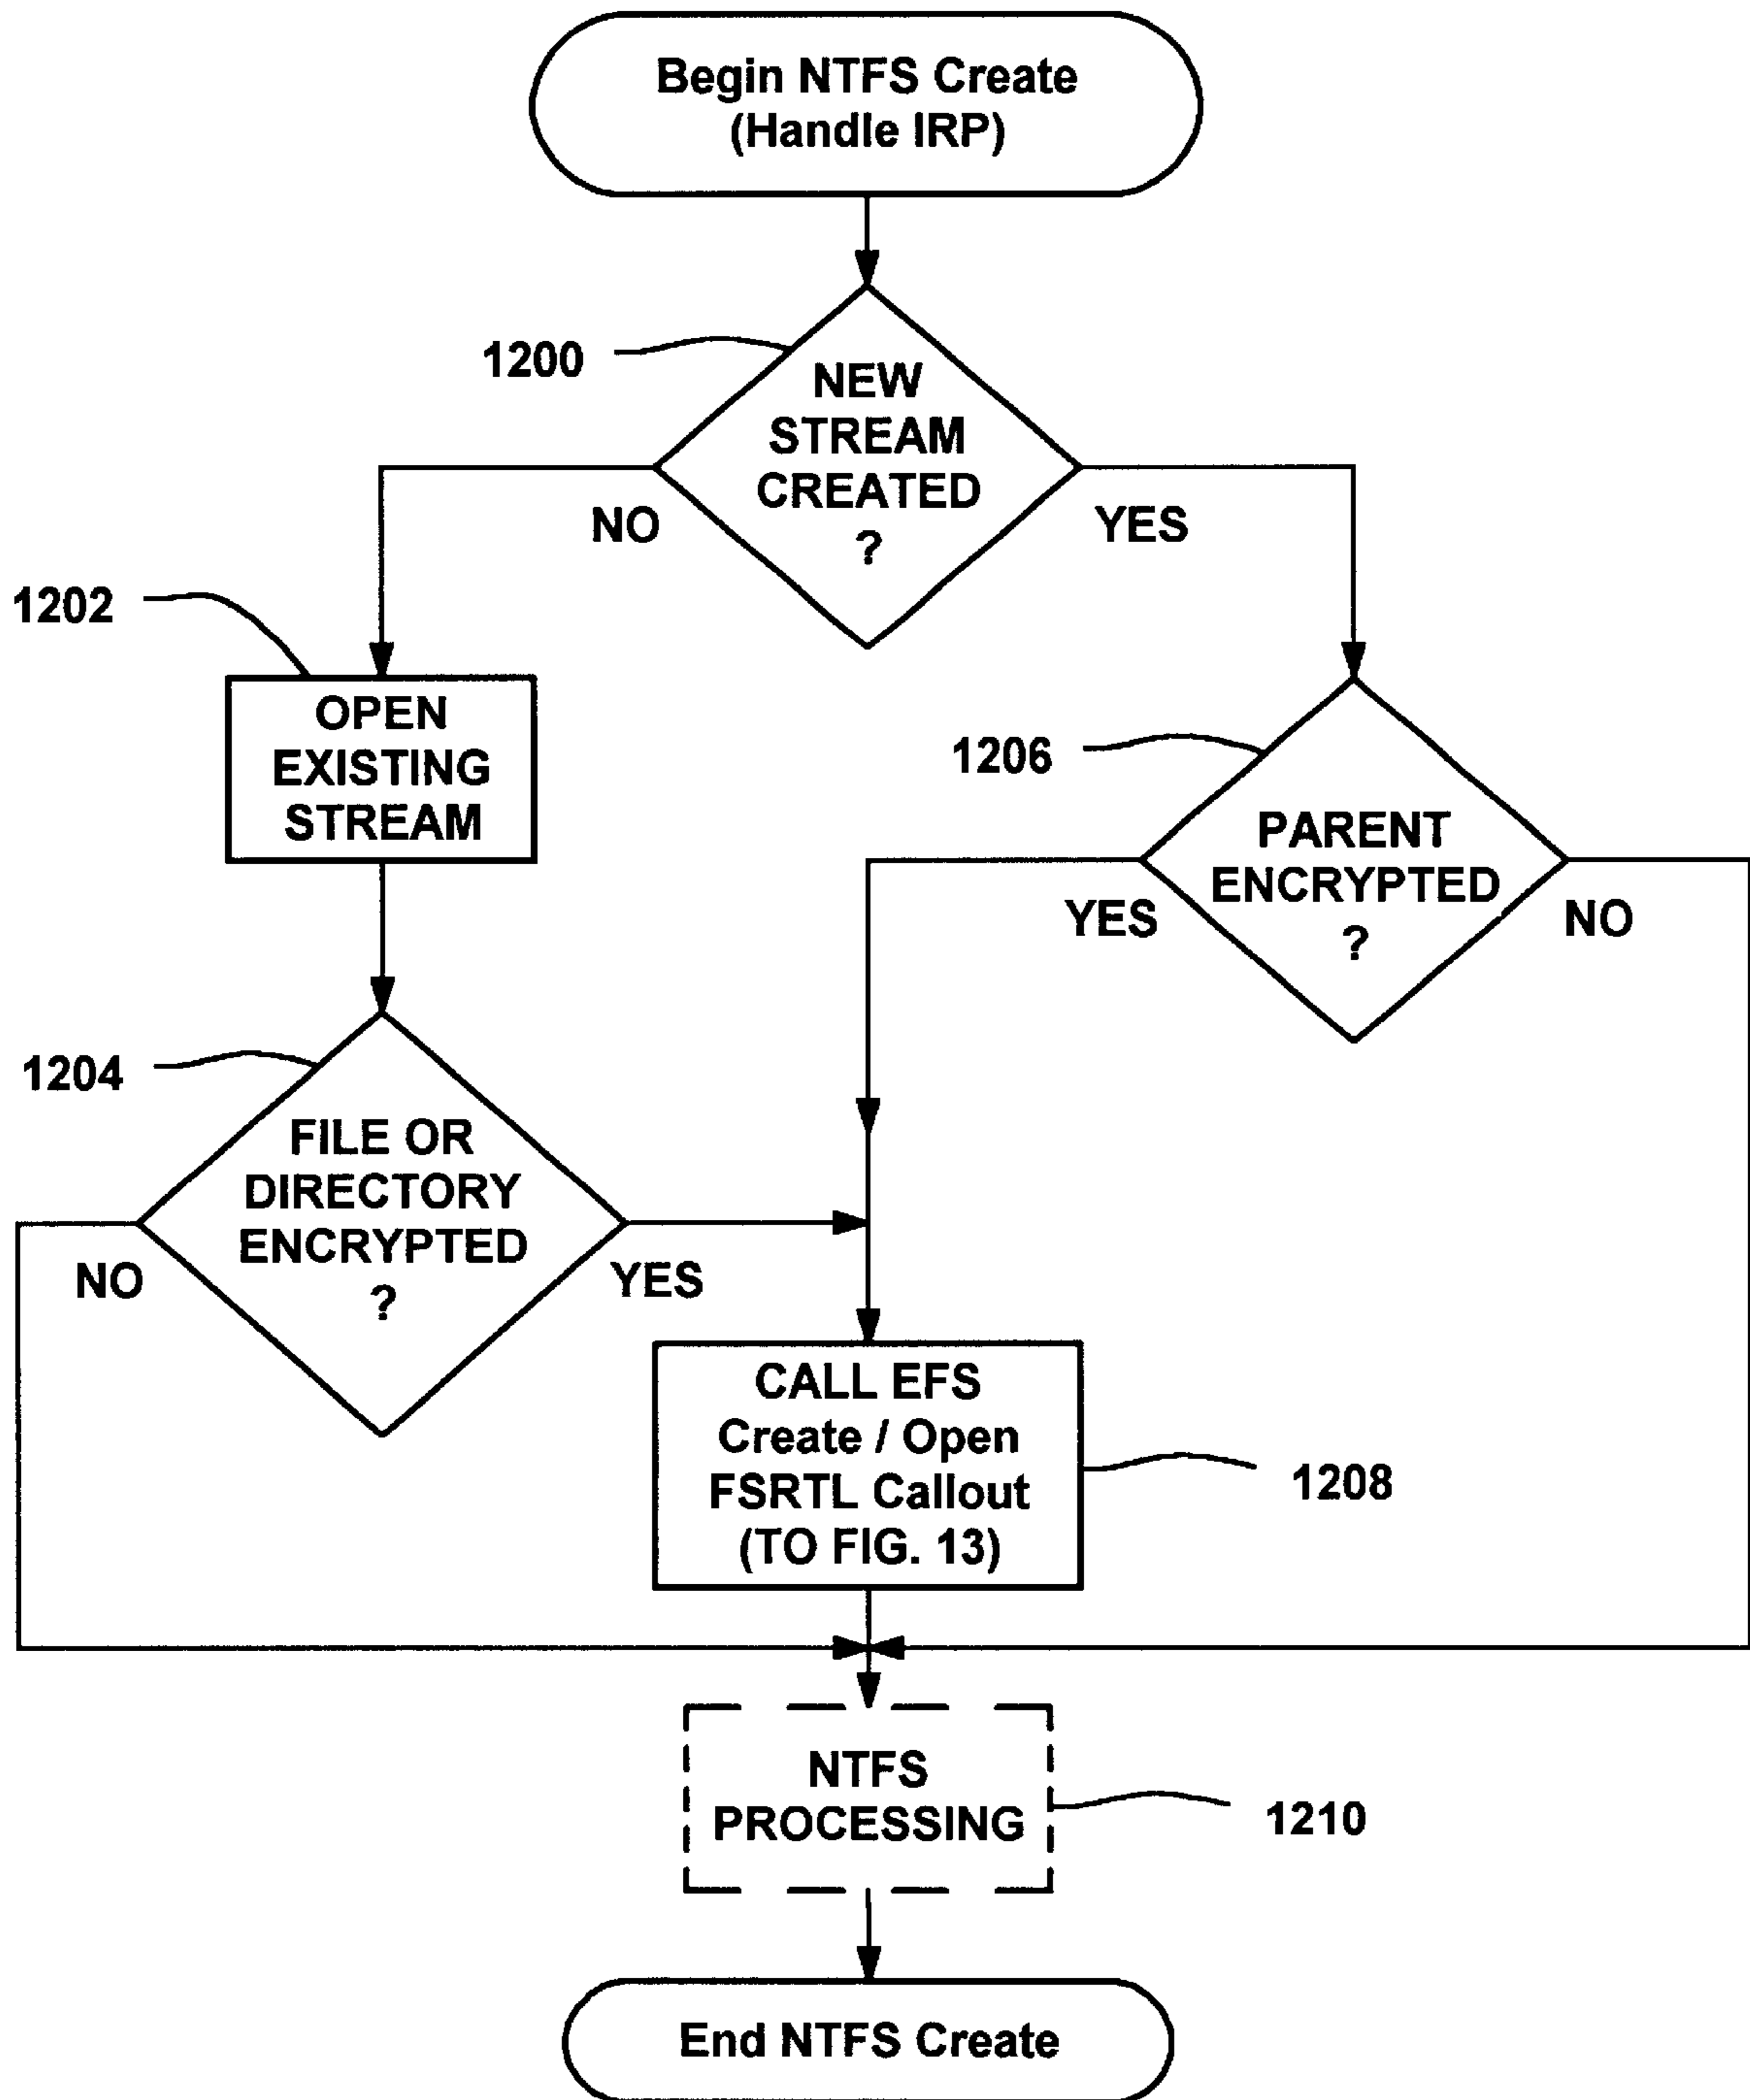 Begin NTFS Create
(Handle IRP)
1200
NEW
STREAM
CREATED
?
NO
YES
1202
OPEN
EXISTING
STREAM
1206
PARENT
ENCRYPTED
?
YES
NO
1204
FILE OR
DIRECTORY
ENCRYPTED
?
NO
YES
CALL EFS
Create / Open
FSRTL Callout
(TO FIG. 13)
1208
NTFS
PROCESSING
1210
End NTFS Create